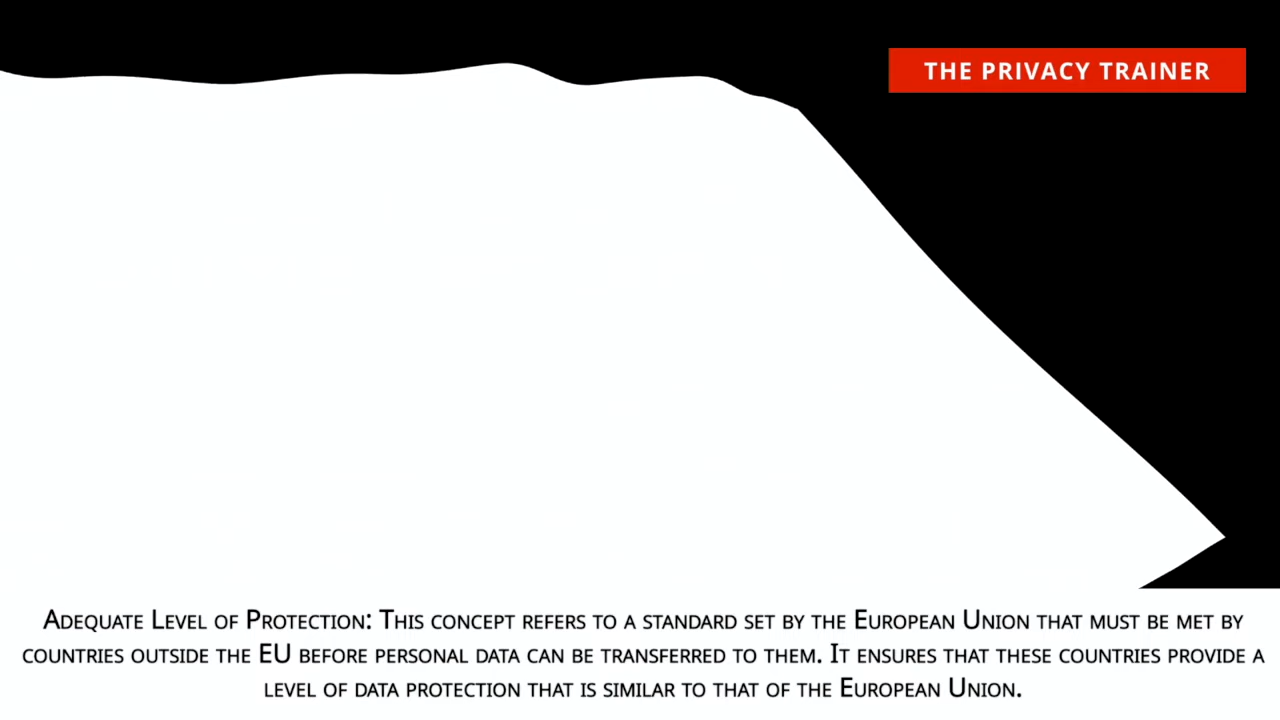 THE PRIVACY TRAINER
Adequate Level of Protection: This concept refers to a standard set by the European Union that must be met by
countries outside the EU before personal data can be transferred to them. It ensures that these countries provide a
level of data protection that is similar to that of the European Union.